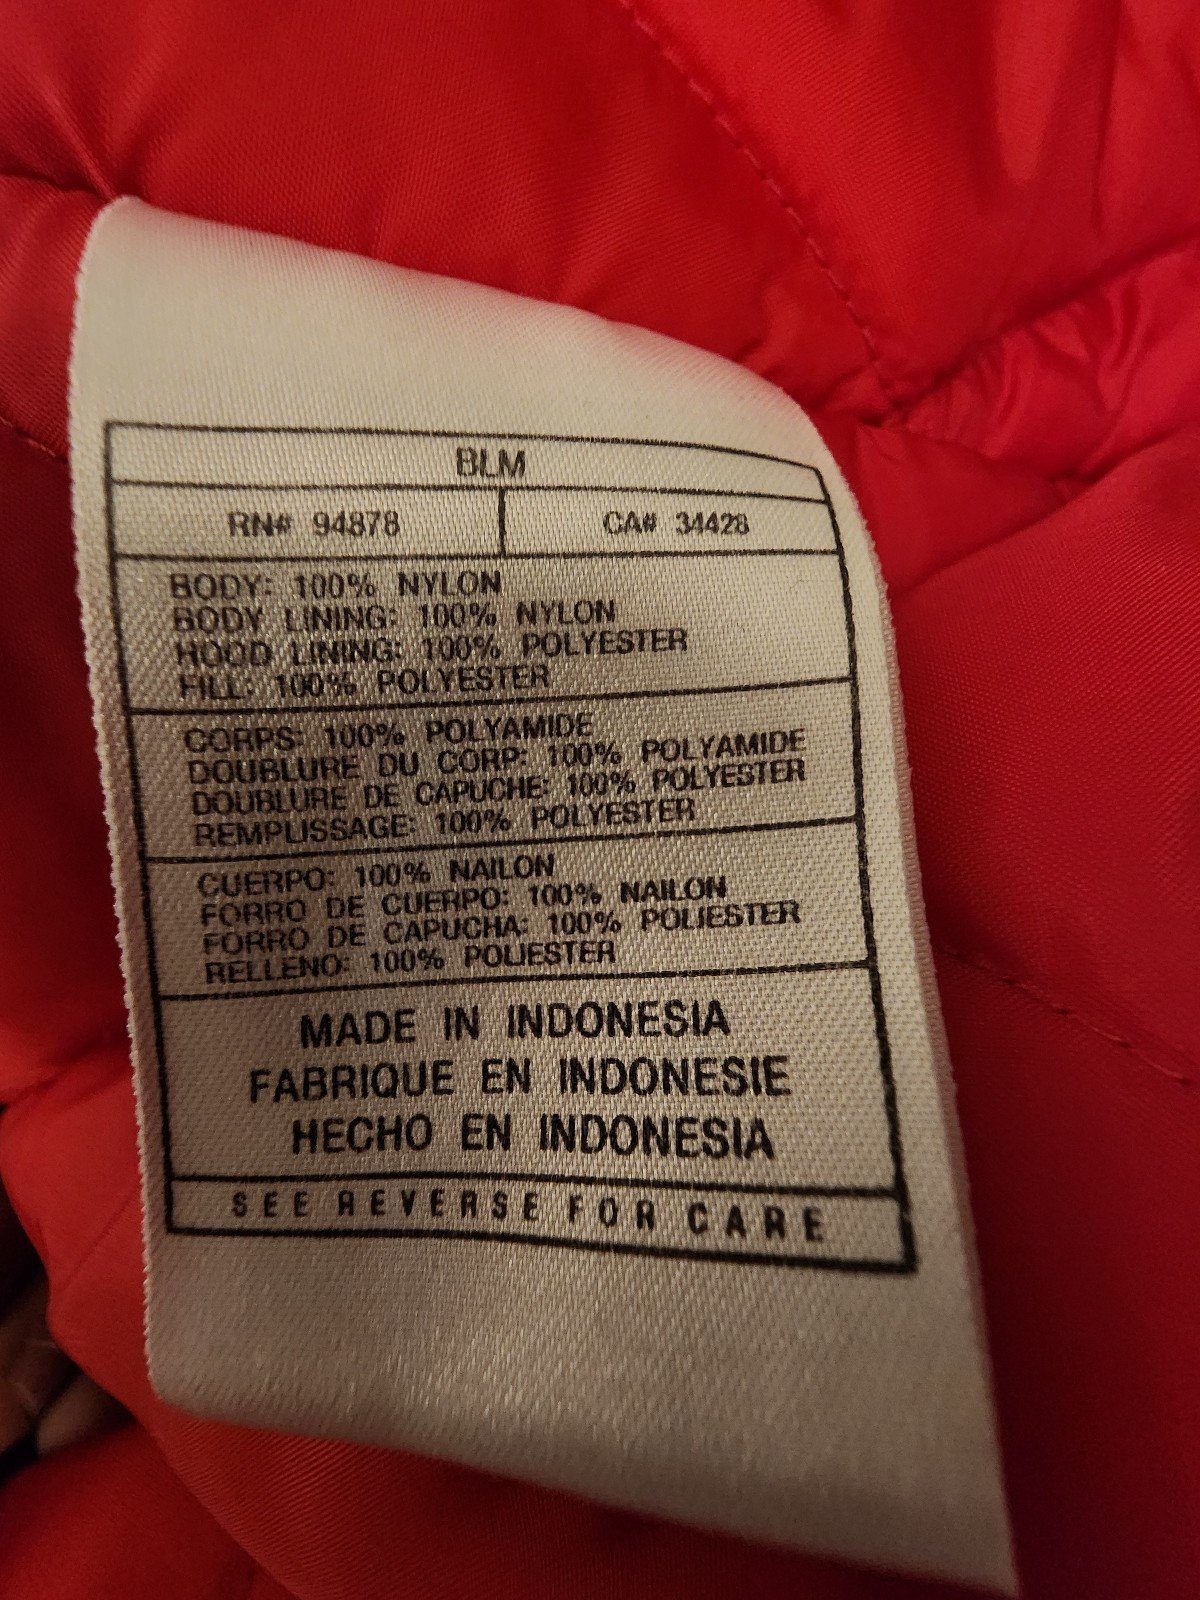 BLM
RN# 94878 CA# 34428
BODY: 100% NYLON
BODY LINING: 100% NYLON
HOOD LINING: 100% POLYESTER
FILL: 100% POLYESTER
CORPS: 100% POLYAMIDE
DOUBLURE DU CORP: 100% POLYAMIDE
DOUBLURE DE CAPUCHE: 100% POLYESTER
REMPLISSAGE: 100% POLYESTER
CUERPO: 100% NAILON
FORRO DE CUERPO: 100% NAILON
FORRO DE CAPUCHA: 100% POLIESTER
RELLENO: 100% POLIESTER
MADE IN INDONESIA
FABRIQUE EN INDONESIE
HECHO EN INDONESIA
SEE REVERSE FOR CARE